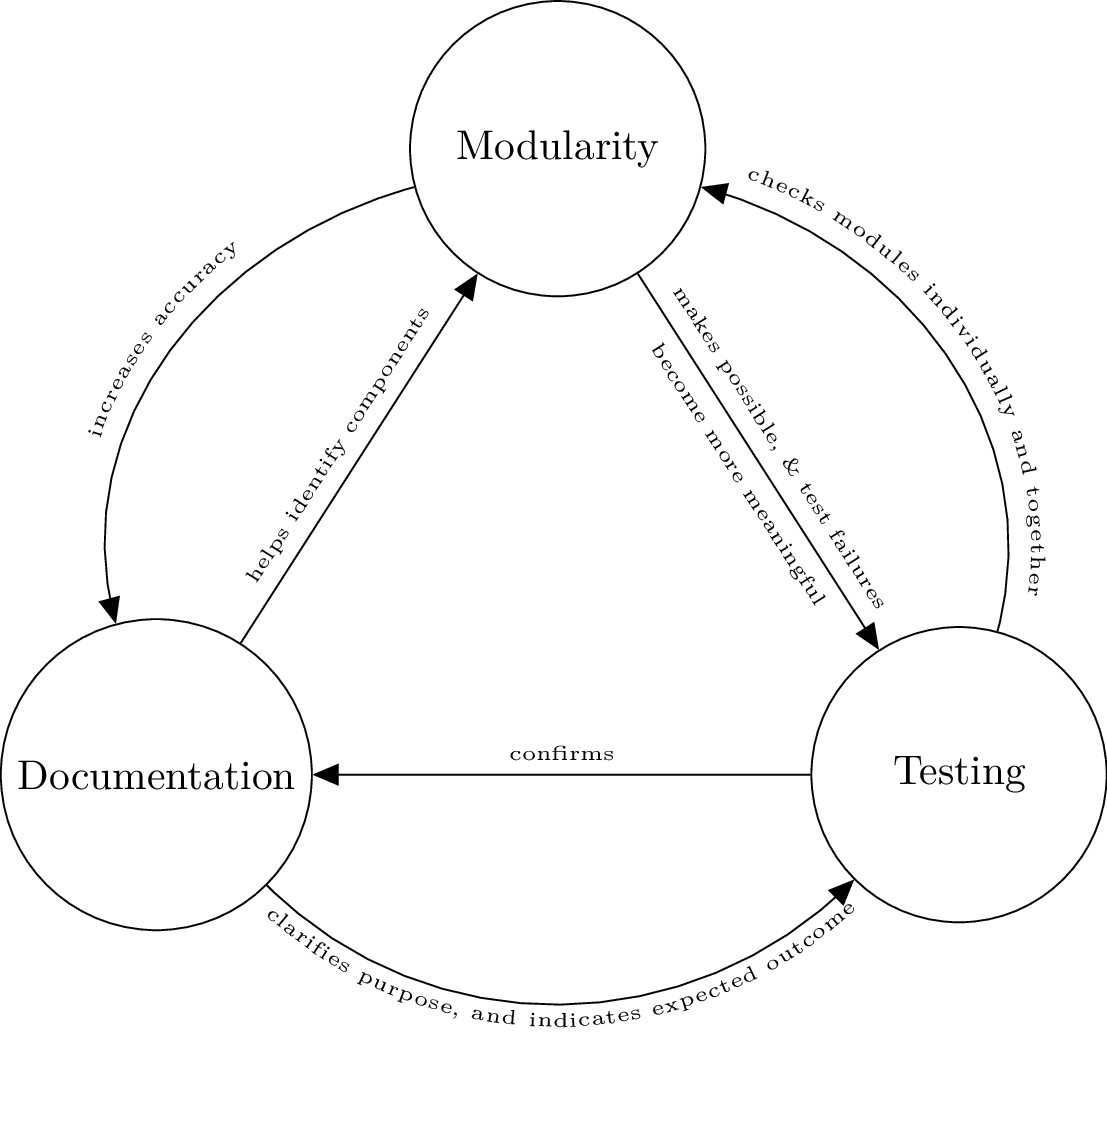 Modularity
checks modules individually and together
increases accuracy
helps identify components
makes possible, & test failures
become more meaningful
confirms
Documentation
Testing
clarifies purpose, and indicates expected outcome